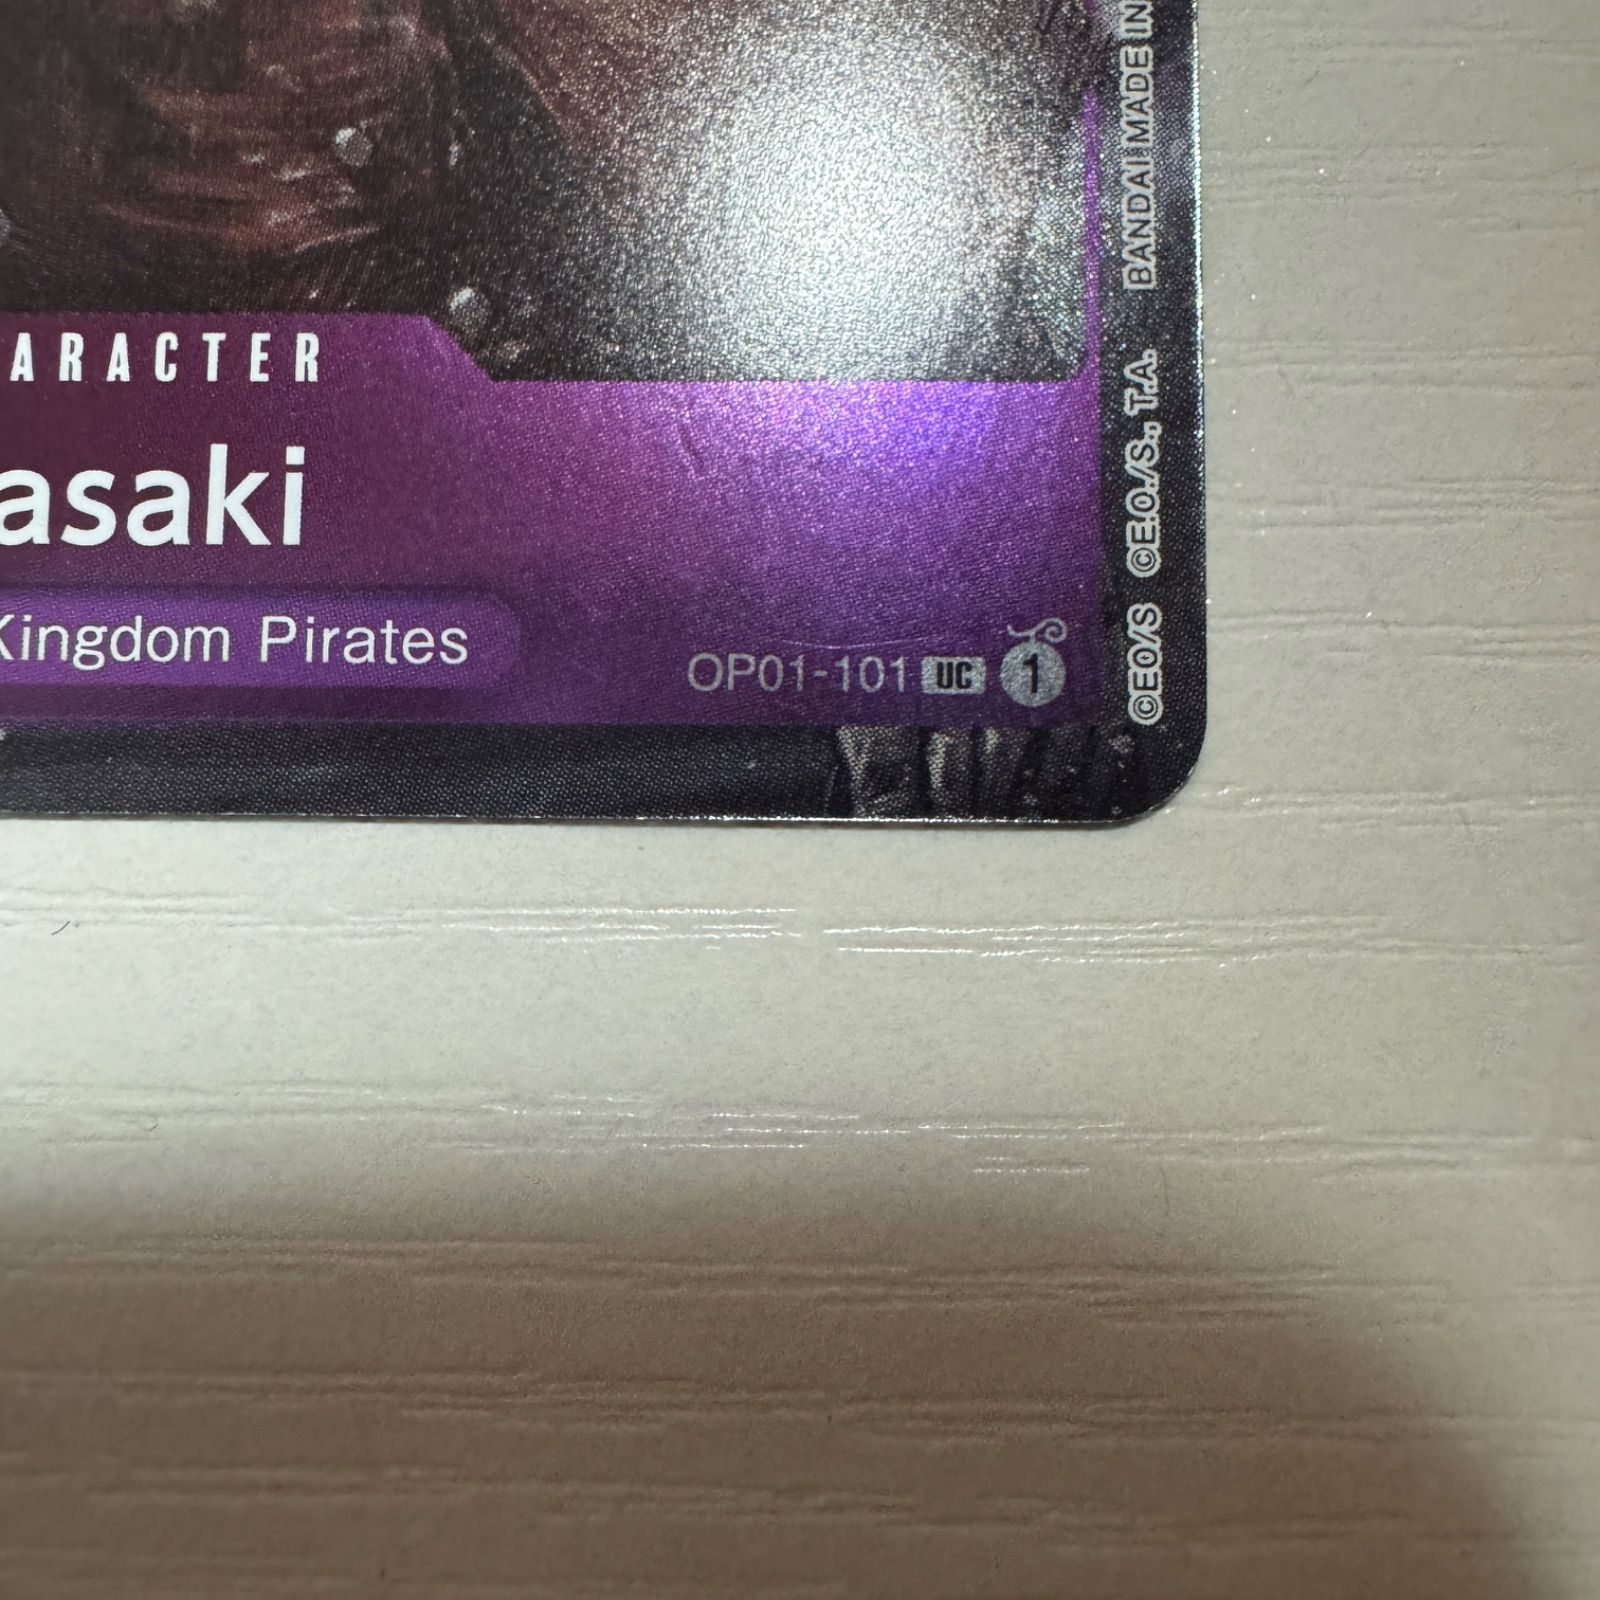 ARACTER
asaki
Kingdom Pirates
OP01-101 UC 1
©EO/S ©E.O./S., T.A. BANDAI MADE IN